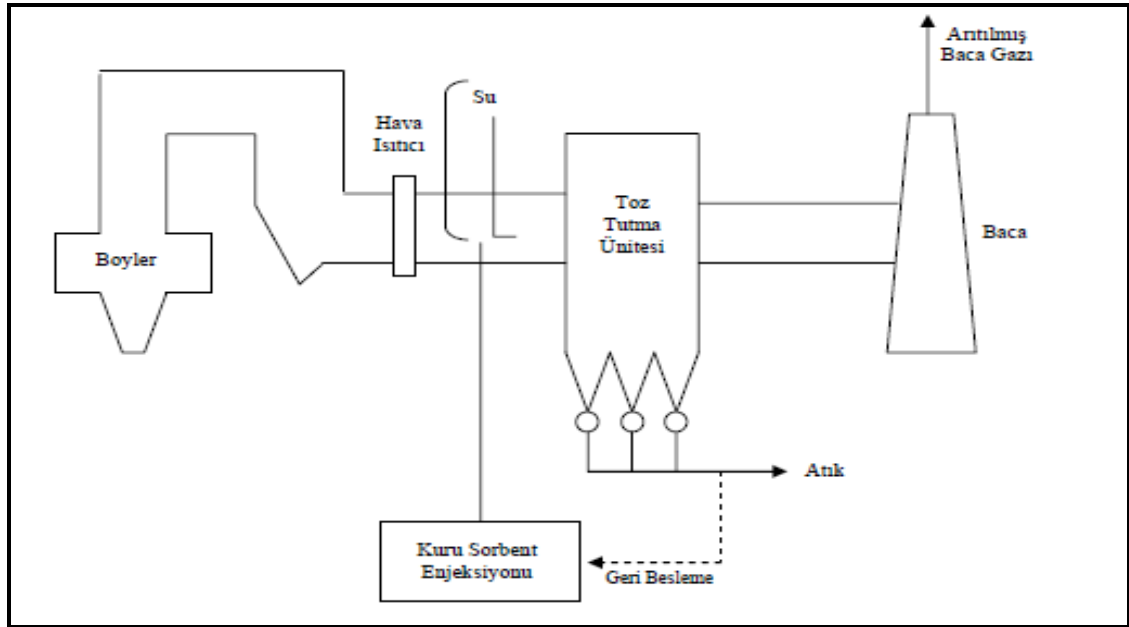 Arıtılmış
Baca Gazı
Su
Hava
Isıtıcı
Toz
Tutma
Ünitesi
Baca
Boyler
Atık
Kuru Sorbent
Enjeksiyonu
Geri Besleme